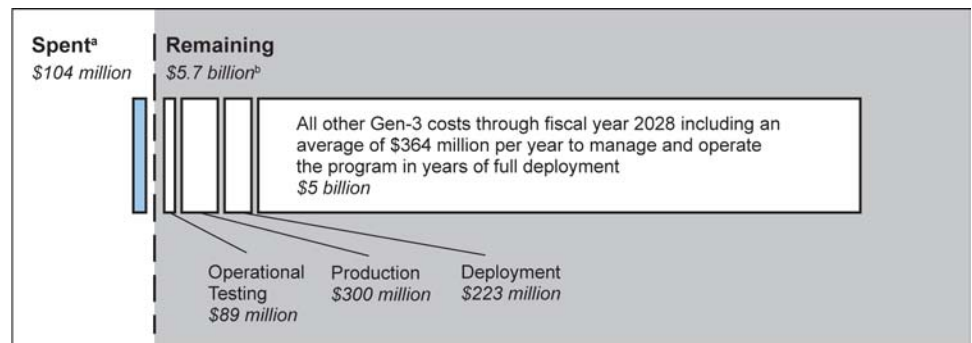 Spentᵃ
$104 million
Remaining
$5.7 billionᵇ
All other Gen-3 costs through fiscal year 2028 including an
average of $364 million per year to manage and operate
the program in years of full deployment
$5 billion
Operational
Testing
$89 million
Production
$300 million
Deployment
$223 million